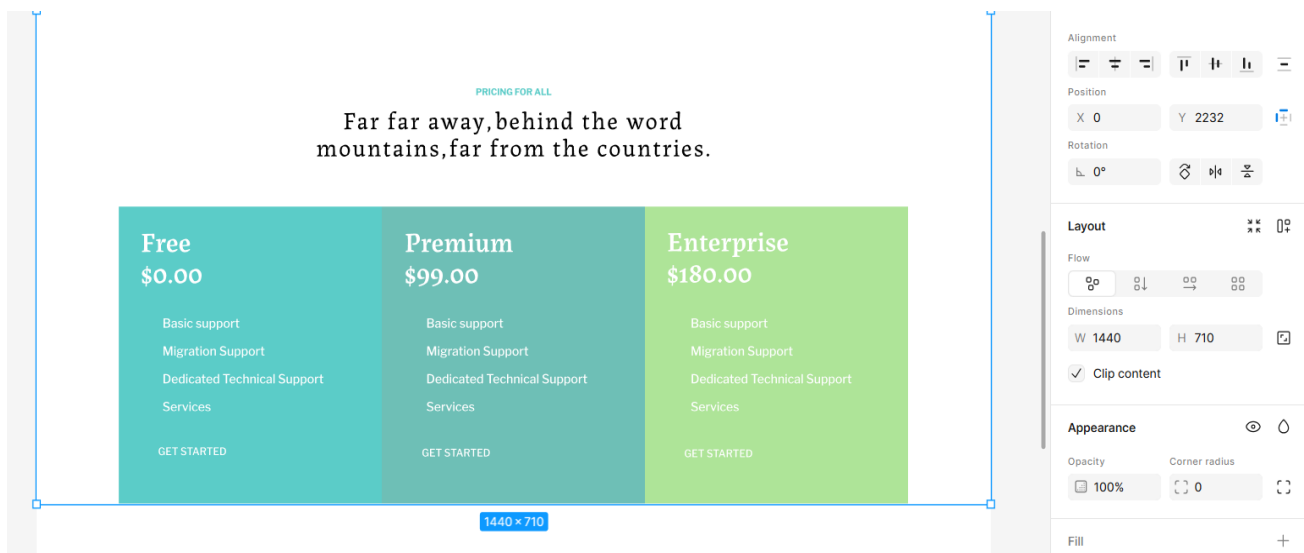 PRICING FOR ALL
Far far away,behind the word
mountains,far from the countries.
Free
$0.00
Basic support
Migration Support
Dedicated Technical Support
Services
GET STARTED
Premium
$99.00
Basic support
Migration Support
Dedicated Technical Support
Services
GET STARTED
Enterprise
$180.00
Basic support
Migration Support
Dedicated Technical Support
Services
GET STARTED
1440 × 710
Alignment
Position
X 0 Y 2232
Rotation
0°
Layout
Flow
Dimensions
W 1440 H 710
Clip content
Appearance
Opacity Corner radius
100% 0
Fill